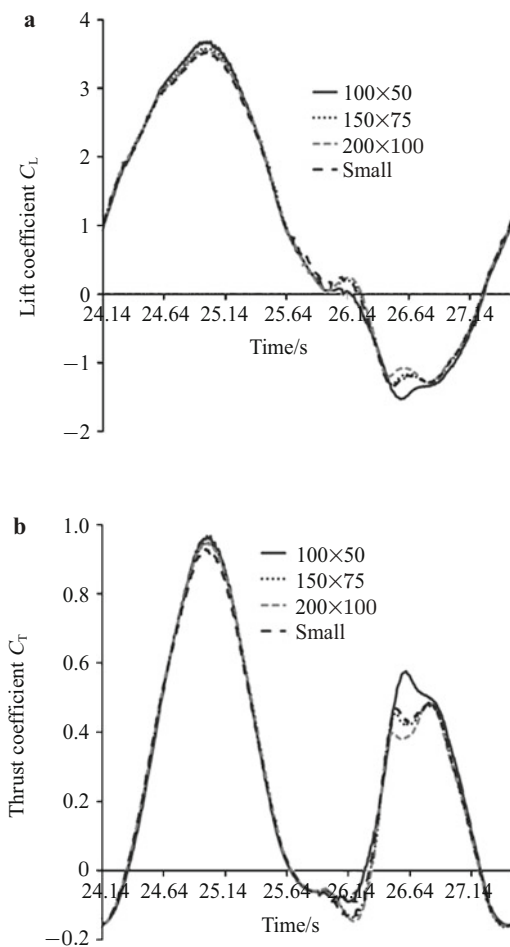 a
4
3
2
1
0
−1
−2
Lift coefficient CL
100×50
150×75
200×100
Small
24.14 24.64 25.14 25.64 26.14 26.64 27.14
Time/s
b
1.0
0.8
0.6
0.4
0.2
0
−0.2
Thrust coefficient CT
100×50
150×75
200×100
Small
24.14 24.64 25.14 25.64 26.14 26.64 27.14
Time/s